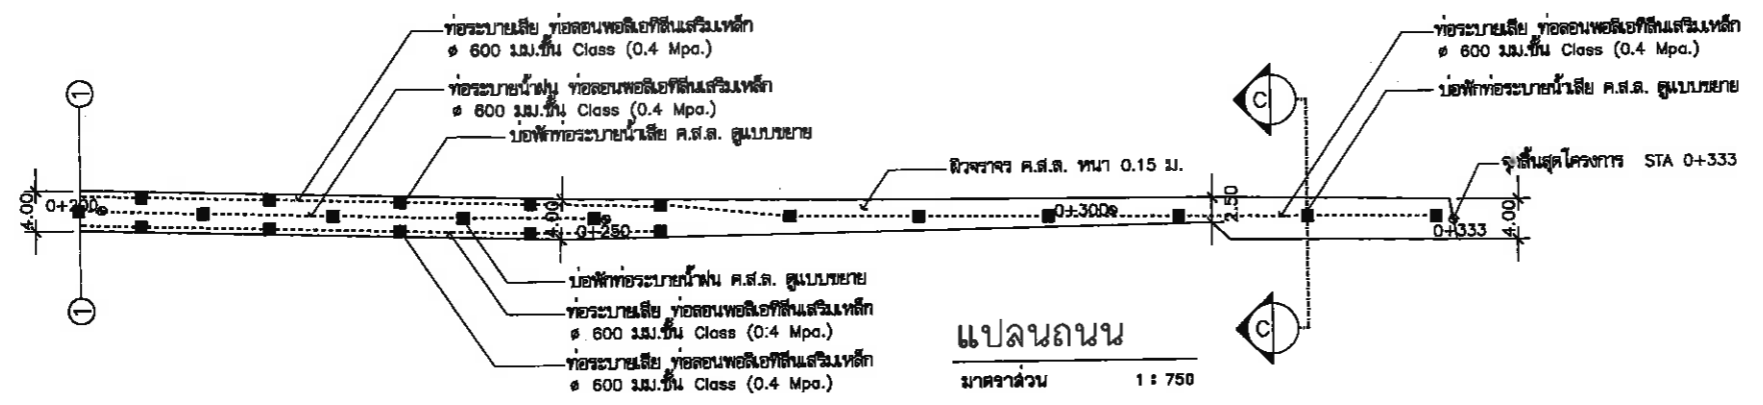 ท่อระบายเสีย ท่อลอนพอลิเอทิลีนเสริมเหล็ก
ø 600 มม.ชั้น Class (0.4 Mpa.)
ท่อระบายน้ำฝน ท่อลอนพอลิเอทิลีนเสริมเหล็ก
ø 600 มม.ชั้น Class (0.4 Mpa.)
บ่อพักท่อระบายน้ำเสีย ค.ส.ล. ดูแบบขยาย
ท่อระบายเสีย ท่อลอนพอลิเอทิลีนเสริมเหล็ก
ø 600 มม.ชั้น Class (0.4 Mpa.)
บ่อพักท่อระบายน้ำเสีย ค.ส.ล. ดูแบบขยาย
1
C
ผิวจราจร ค.ส.ล. หนา 0.15 ม.
จุดสิ้นสุดโครงการ STA 0+333
4.00
0+200
4.00
0+250
0+300
2.50
0+333
4.00
1
บ่อพักท่อระบายน้ำฝน ค.ส.ล. ดูแบบขยาย
ท่อระบายเสีย ท่อลอนพอลิเอทิลีนเสริมเหล็ก
ø 600 มม.ชั้น Class (0.4 Mpa.)
ท่อระบายเสีย ท่อลอนพอลิเอทิลีนเสริมเหล็ก
ø 600 มม.ชั้น Class (0.4 Mpa.)
C
แปลนถนน
มาตราส่วน 1 : 750